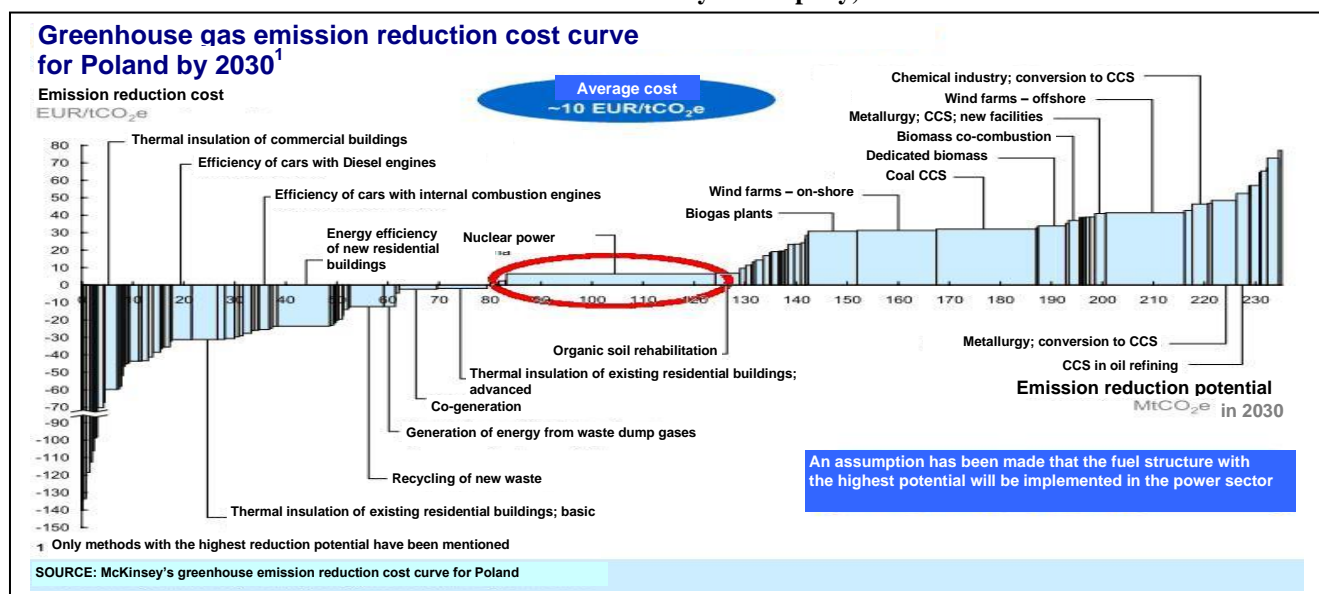 Greenhouse gas emission reduction cost curve
for Poland by 2030¹
Emission reduction cost
EUR/tCO₂e
Average cost
~10 EUR/tCO₂e
Chemical industry; conversion to CCS
Wind farms – offshore
Metallurgy; CCS; new facilities
Biomass co-combustion
Dedicated biomass
Coal CCS
Wind farms – on-shore
Biogas plants
Thermal insulation of commercial buildings
Efficiency of cars with Diesel engines
Efficiency of cars with internal combustion engines
Energy efficiency
of new residential
buildings
Nuclear power
80
70
60
50
40
30
20
10
0
-10
-20
-30
-40
-50
-60
-70
-80
-90
-100
-110
-120
-130
-140
-150
0 10 20 30 40 50 60 70 80 90 100 110 120 130 140 150 160 170 180 190 200 210 220 230
Organic soil rehabilitation
Thermal insulation of existing residential buildings;
advanced
Co-generation
Generation of energy from waste dump gases
Recycling of new waste
Thermal insulation of existing residential buildings; basic
Metallurgy; conversion to CCS
CCS in oil refining
Emission reduction potential
MtCO₂e in 2030
An assumption has been made that the fuel structure with
the highest potential will be implemented in the power sector
1 Only methods with the highest reduction potential have been mentioned
SOURCE: McKinsey's greenhouse emission reduction cost curve for Poland